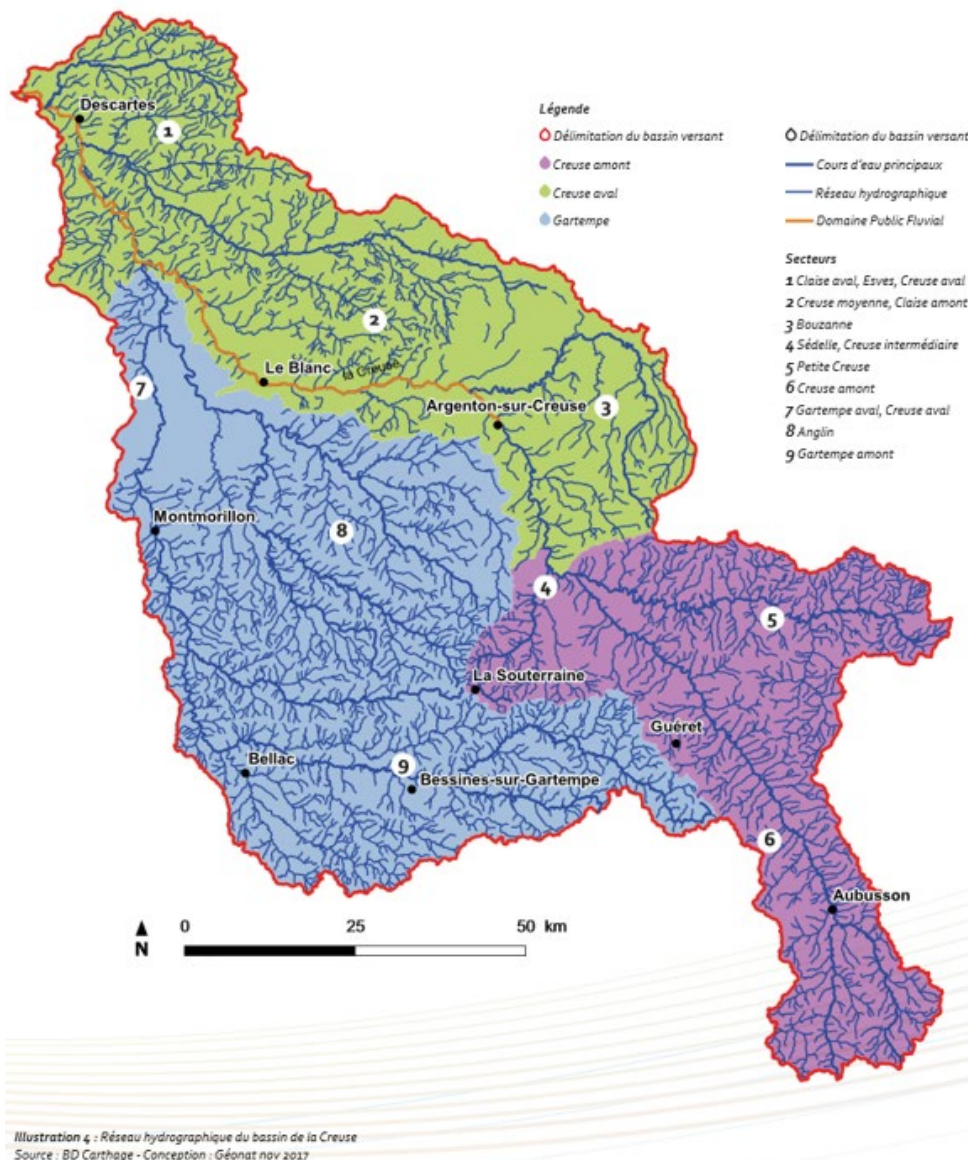 Descartes
1
2
Le Blanc
la Creuse
Argenton-sur-Creuse
3
7
Montmorillon
8
4
5
La Souterraine
Guéret
Bellac
9
Bessines-sur-Gartempe
6
Aubusson
Légende
Délimitation du bassin versant
Creuse amont
Creuse aval
Gartempe
Délimitation du bassin versant
Cours d'eau principaux
Réseau hydrographique
Domaine Public Fluvial
Secteurs
1 Claise aval, Esves, Creuse aval
2 Creuse moyenne, Claise amont
3 Bouzanne
4 Sédelle, Creuse intermédiaire
5 Petite Creuse
6 Creuse amont
7 Gartempe aval, Creuse aval
8 Anglin
9 Gartempe amont
N
0 25 50 km
Illustration 4 : Réseau hydrographique du bassin de la Creuse
Source : BD Carthage - Conception : Géonat nov 2017